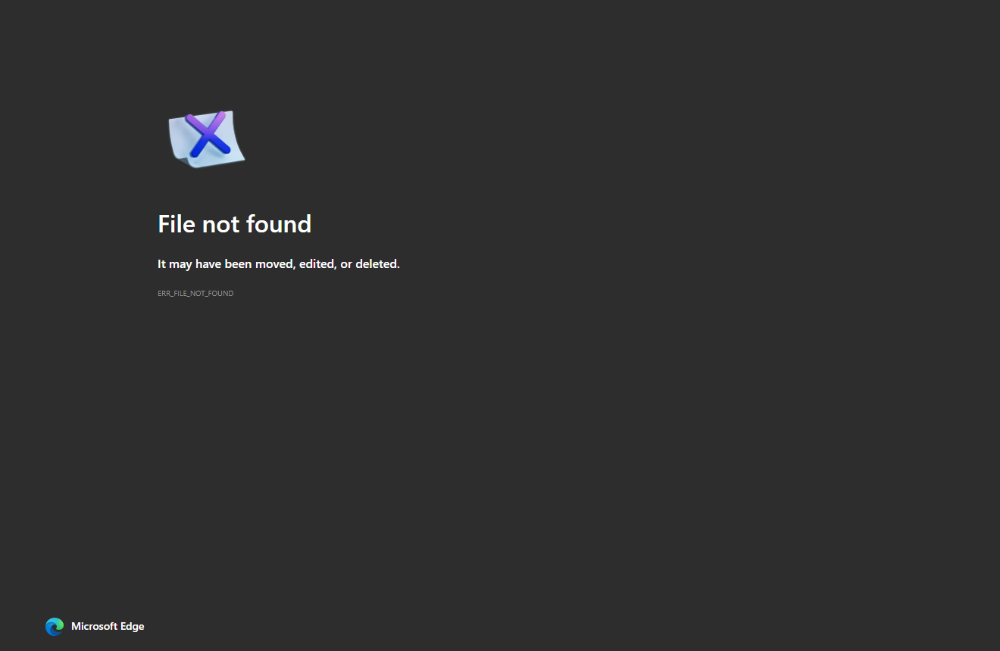 File not found
It may have been moved, edited, or deleted.
ERR_FILE_NOT_FOUND
Microsoft Edge